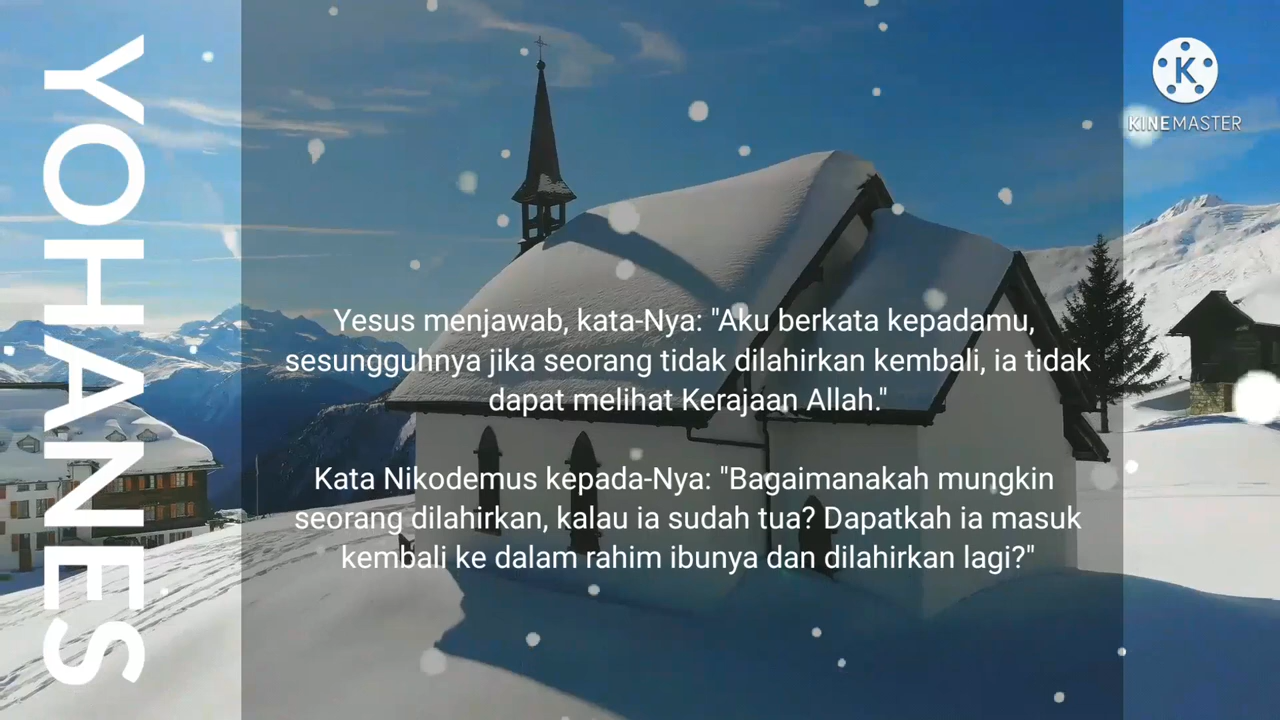 YOHANES
K
KINEMASTER
Yesus menjawab, kata-Nya: "Aku berkata kepadamu,
sesungguhnya jika seorang tidak dilahirkan kembali, ia tidak
dapat melihat Kerajaan Allah."
Kata Nikodemus kepada-Nya: "Bagaimanakah mungkin
seorang dilahirkan, kalau ia sudah tua? Dapatkah ia masuk
kembali ke dalam rahim ibunya dan dilahirkan lagi?"